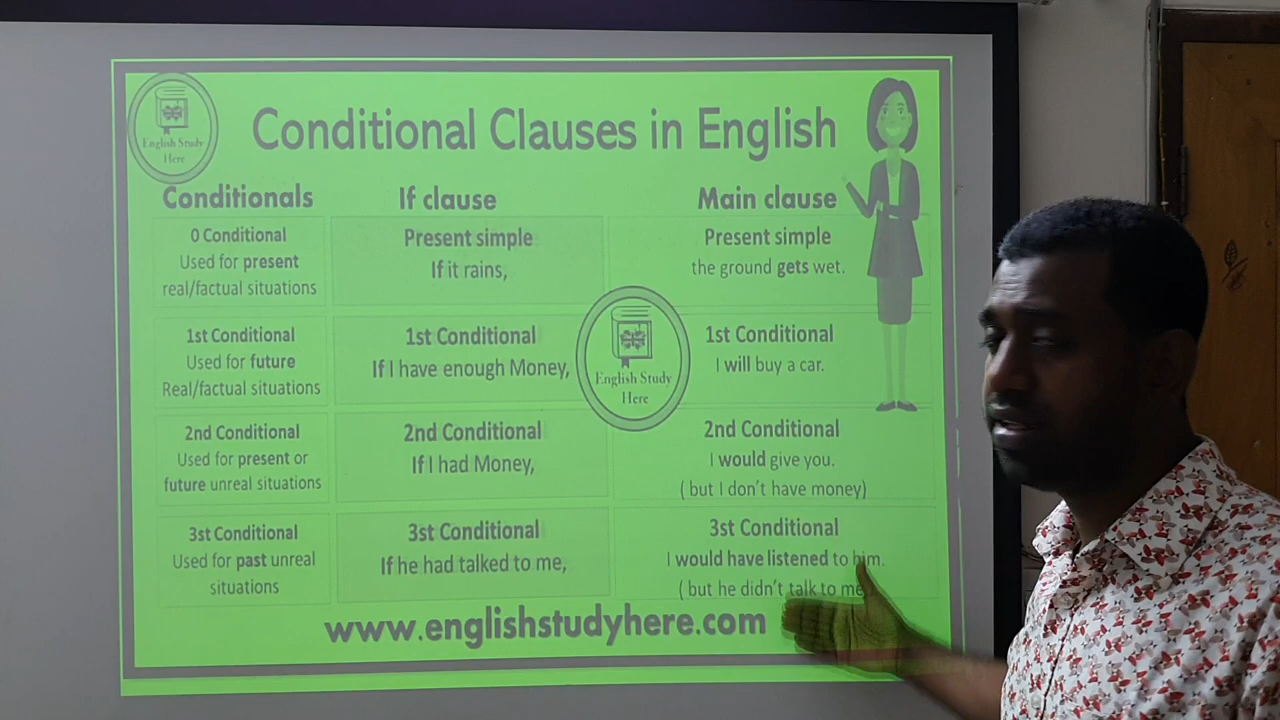 English Study
Here
Conditional Clauses in English
Conditionals
If clause
Main clause
0 Conditional
Used for present
real/factual situations
Present simple
If it rains,
Present simple
the ground gets wet.
1st Conditional
Used for future
Real/factual situations
1st Conditional
If I have enough Money,
English Study
Here
1st Conditional
I will buy a car.
2nd Conditional
Used for present or
future unreal situations
2nd Conditional
If I had Money,
2nd Conditional
I would give you.
( but I don't have money)
3st Conditional
Used for past unreal
situations
3st Conditional
If he had talked to me,
3st Conditional
I would have listened to him.
( but he didn't talk to me
www.englishstudyhere.com